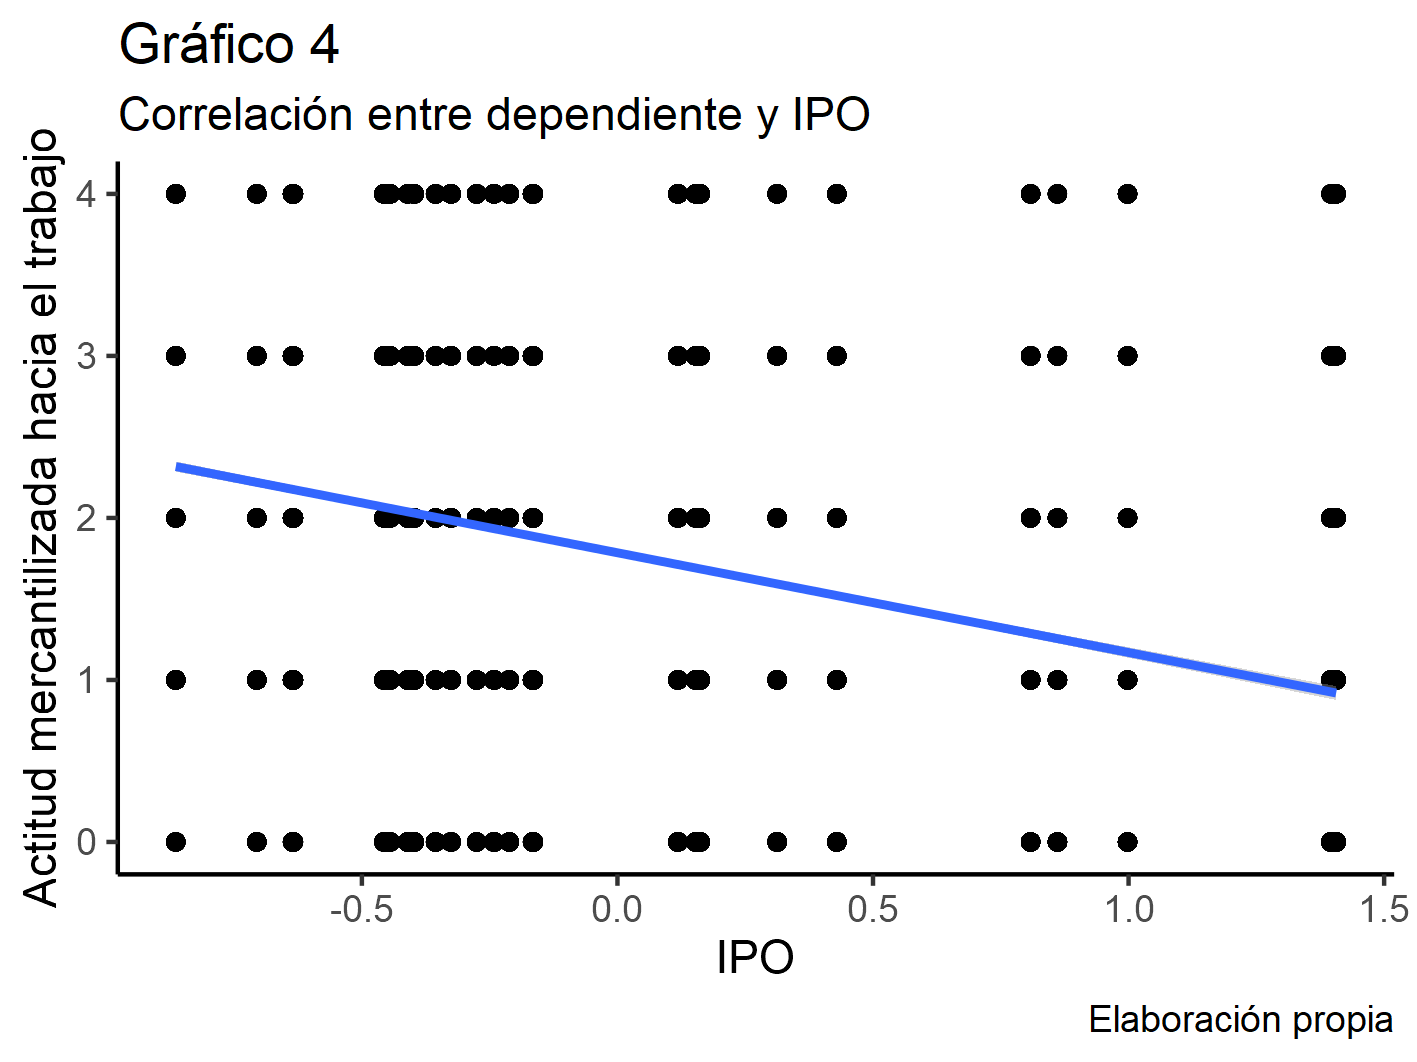 Gráfico 4
Correlación entre dependiente y IPO
Actitud mercantilizada hacia el trabajo
4
3
2
1
0
-0.5
0.0
0.5
1.0
1.5
IPO
Elaboración propia